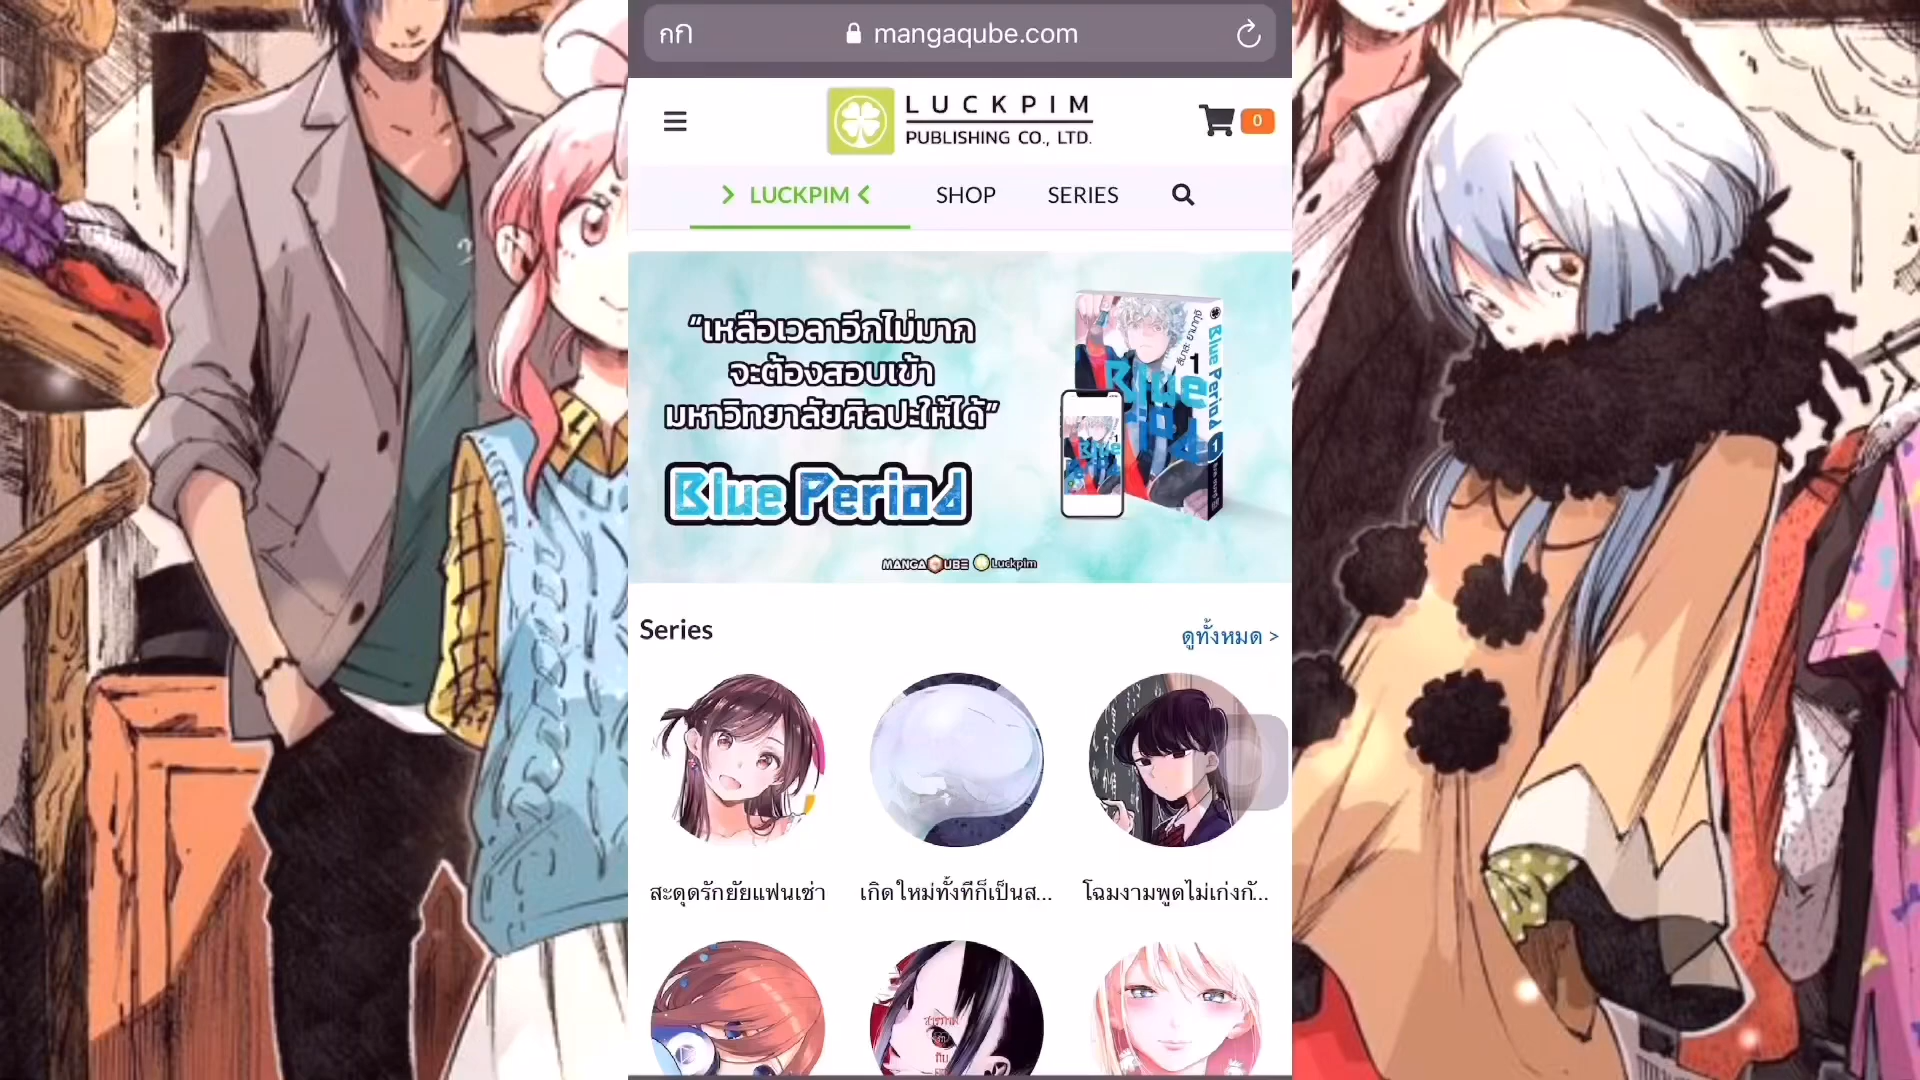 กก mangaqube.com
LUCKPIM
PUBLISHING CO., LTD.
0
LUCKPIM SHOP SERIES
“เหลือเวลาอีกไม่มาก
จะต้องสอบเข้า
มหาวิทยาลัยศิลปะให้ได้”
Blue Period
1
Blue Period
1
MANGAQUBE Luckpim
Series
ดูทั้งหมด >
สะดุดรักยัยแฟนเช่า
เกิดใหม่ทั้งทีก็เป็นส...
โฉมงามพูดไม่เก่งกั...